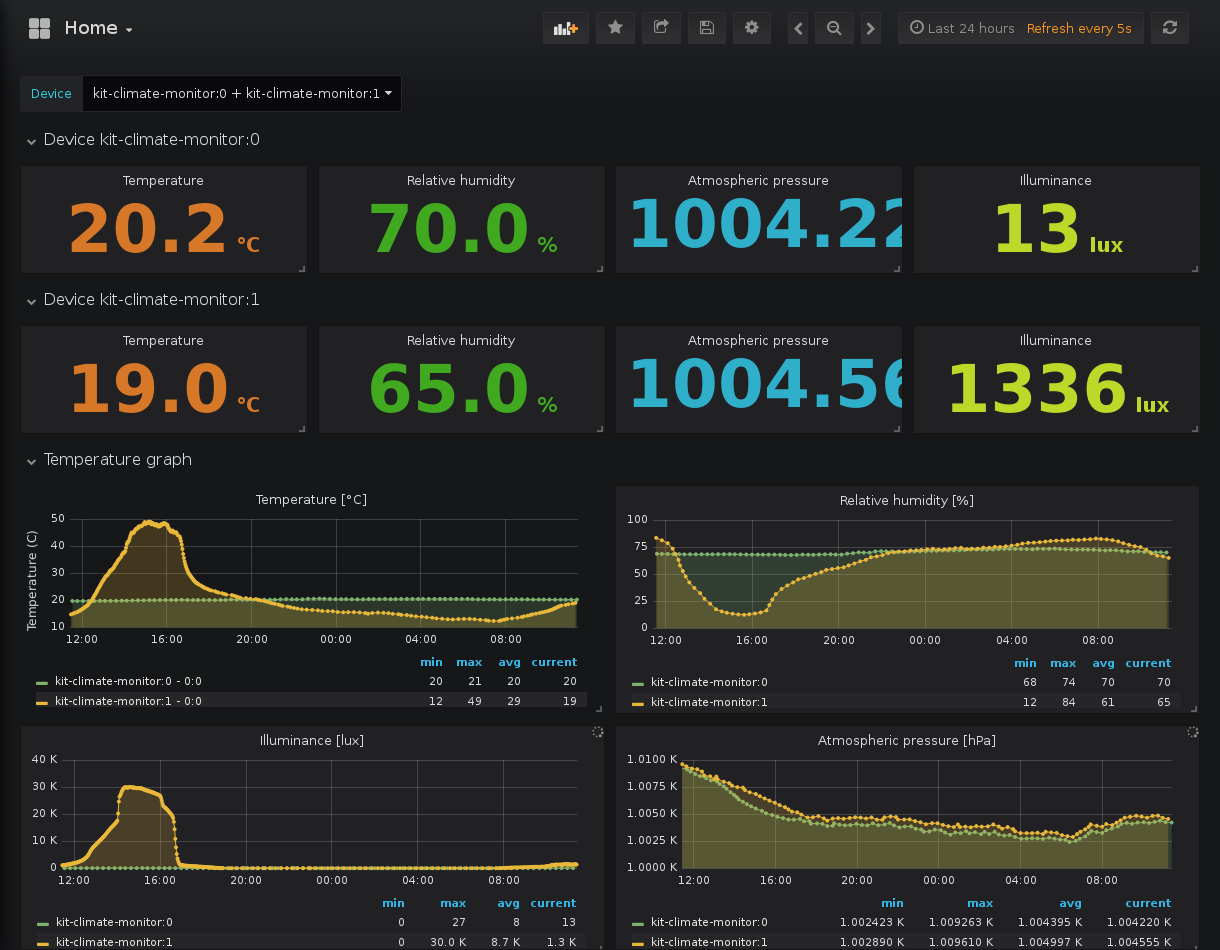 Home
Last 24 hours Refresh every 5s
Device kit-climate-monitor:0 + kit-climate-monitor:1
Device kit-climate-monitor:0
Temperature Relative humidity Atmospheric pressure Illuminance
20.2 °C 70.0 % 1004.22 13 lux
Device kit-climate-monitor:1
Temperature Relative humidity Atmospheric pressure Illuminance
19.0 °C 65.0 % 1004.56 1336 lux
Temperature graph
Temperature [°C]
Temperature (C)
50
40
30
20
10
12:00 16:00 20:00 00:00 04:00 08:00
min max avg current
kit-climate-monitor:0 - 0:0 20 21 20 20
kit-climate-monitor:1 - 0:0 12 49 29 19
Relative humidity [%]
100
75
50
25
0
12:00 16:00 20:00 00:00 04:00 08:00
min max avg current
kit-climate-monitor:0 68 74 70 70
kit-climate-monitor:1 12 84 61 65
Illuminance [lux]
40 K
30 K
20 K
10 K
0
12:00 16:00 20:00 00:00 04:00 08:00
min max avg current
kit-climate-monitor:0 0 27 8 13
kit-climate-monitor:1 0 30.0 K 8.7 K 1.3 K
Atmospheric pressure [hPa]
1.0100 K
1.0075 K
1.0050 K
1.0025 K
1.0000 K
12:00 16:00 20:00 00:00 04:00 08:00
min max avg current
kit-climate-monitor:0 1.002423 K 1.009263 K 1.004395 K 1.004220 K
kit-climate-monitor:1 1.002890 K 1.009610 K 1.004997 K 1.004555 K